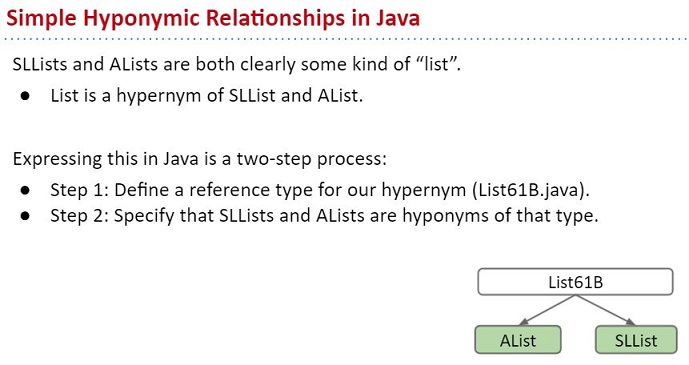 Simple Hyponymic Relationships in Java
SLLists and ALists are both clearly some kind of “list”.
● List is a hypernym of SLList and AList.
Expressing this in Java is a two-step process:
● Step 1: Define a reference type for our hypernym (List61B.java).
● Step 2: Specify that SLLists and ALists are hyponyms of that type.
List61B
AList SLList